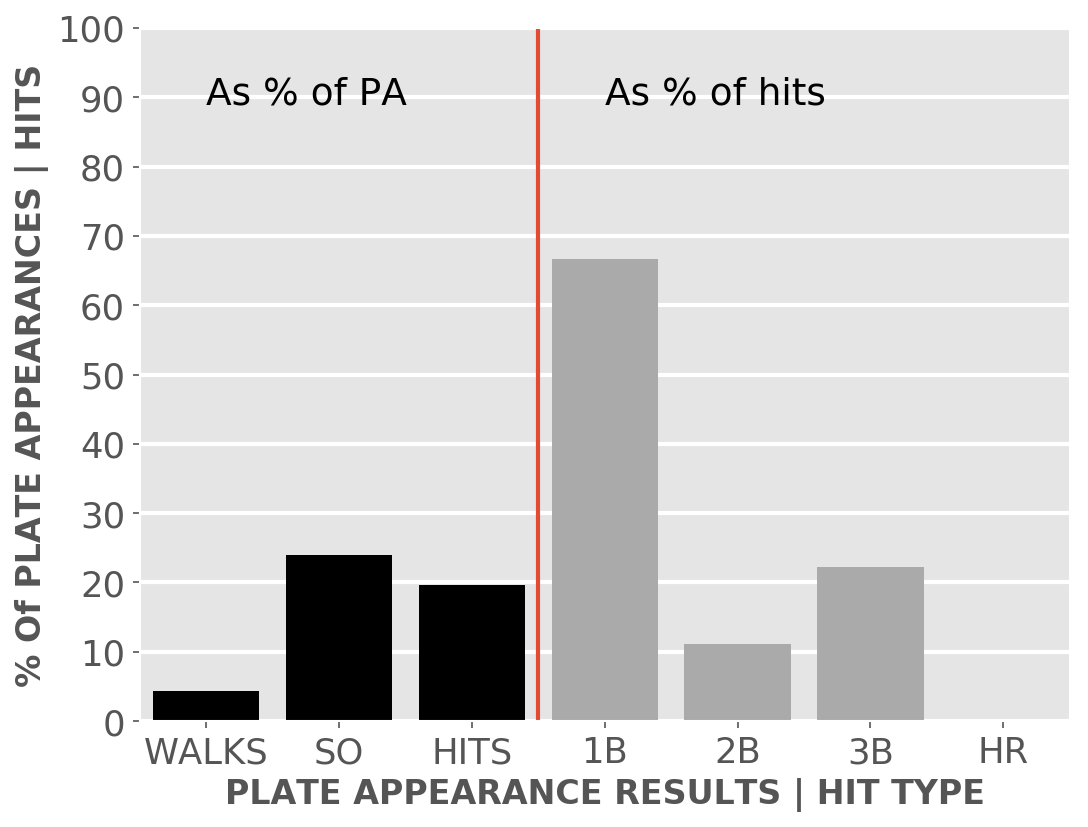 % Of PLATE APPEARANCES | HITS
100
90
80
70
60
50
40
30
20
10
0
As % of PA
As % of hits
WALKS SO HITS 1B 2B 3B HR
PLATE APPEARANCE RESULTS | HIT TYPE